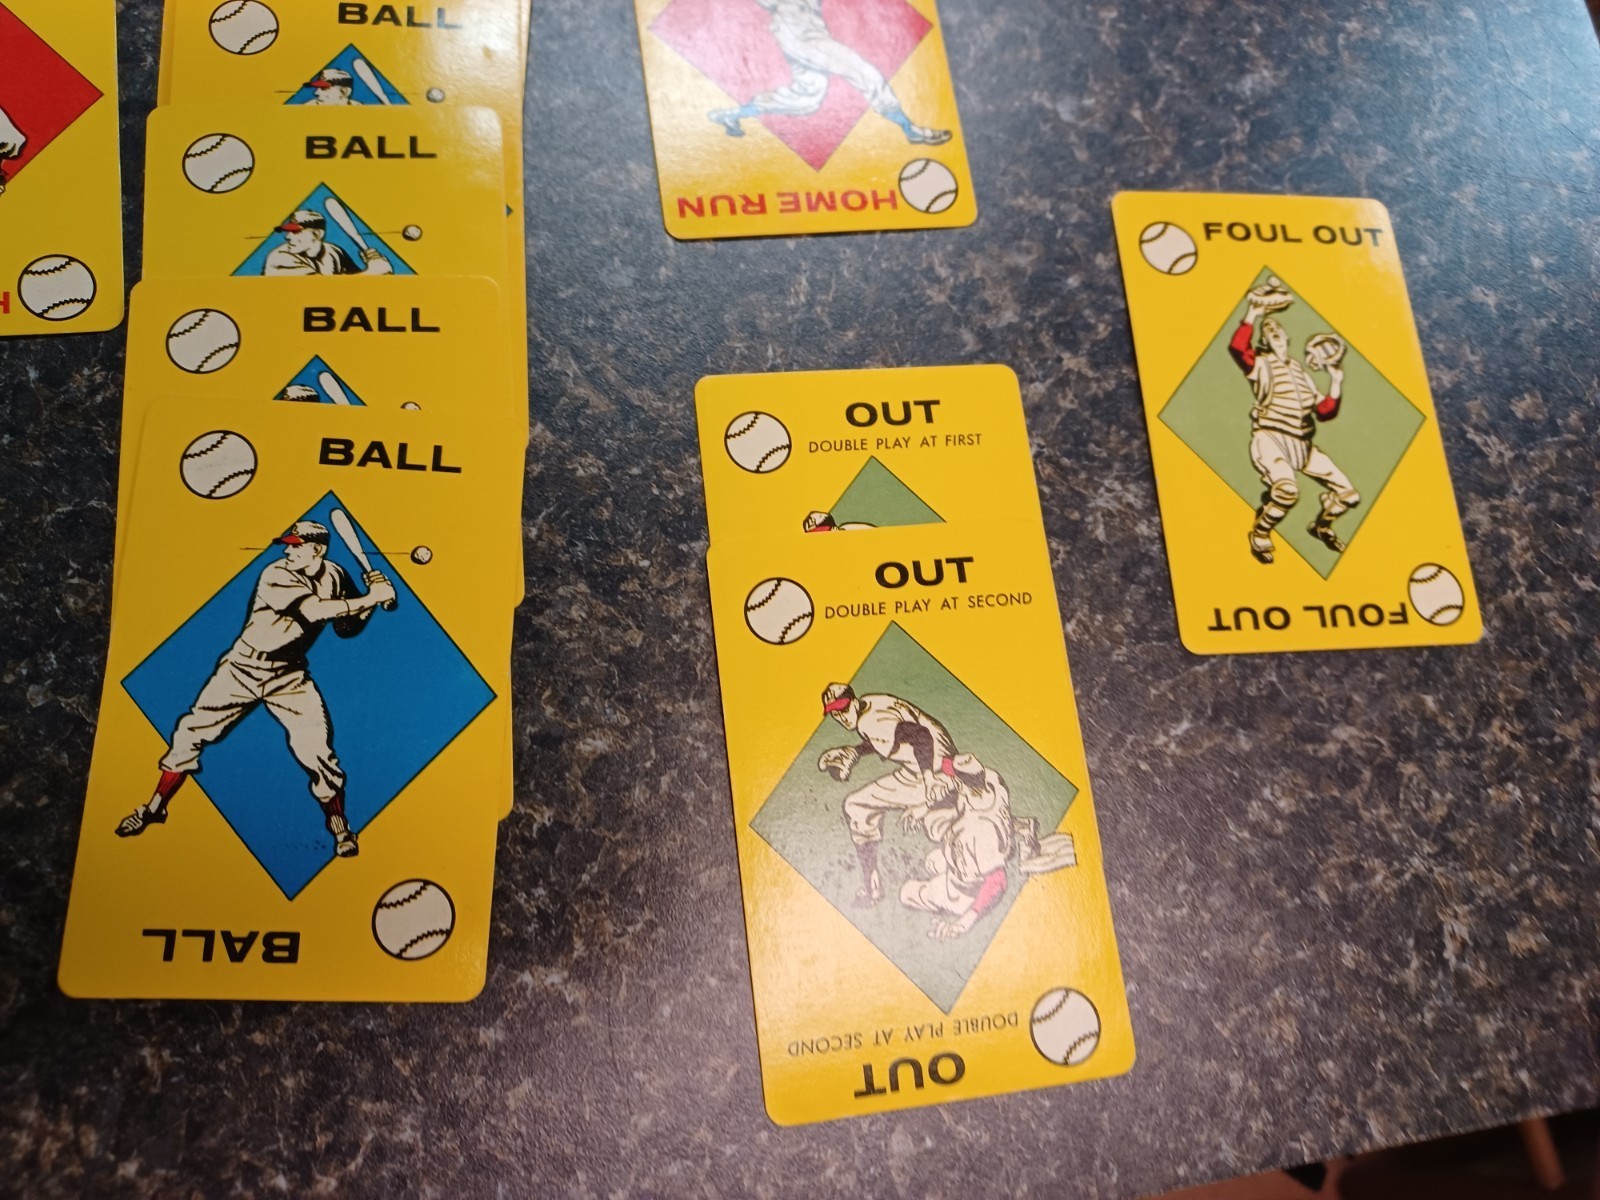 BALL
BALL
BALL
BALL
BALL
H
HOME RUN
OUT
DOUBLE PLAY AT FIRST
OUT
DOUBLE PLAY AT SECOND
DOUBLE PLAY AT SECOND
OUT
FOUL OUT
FOUL OUT